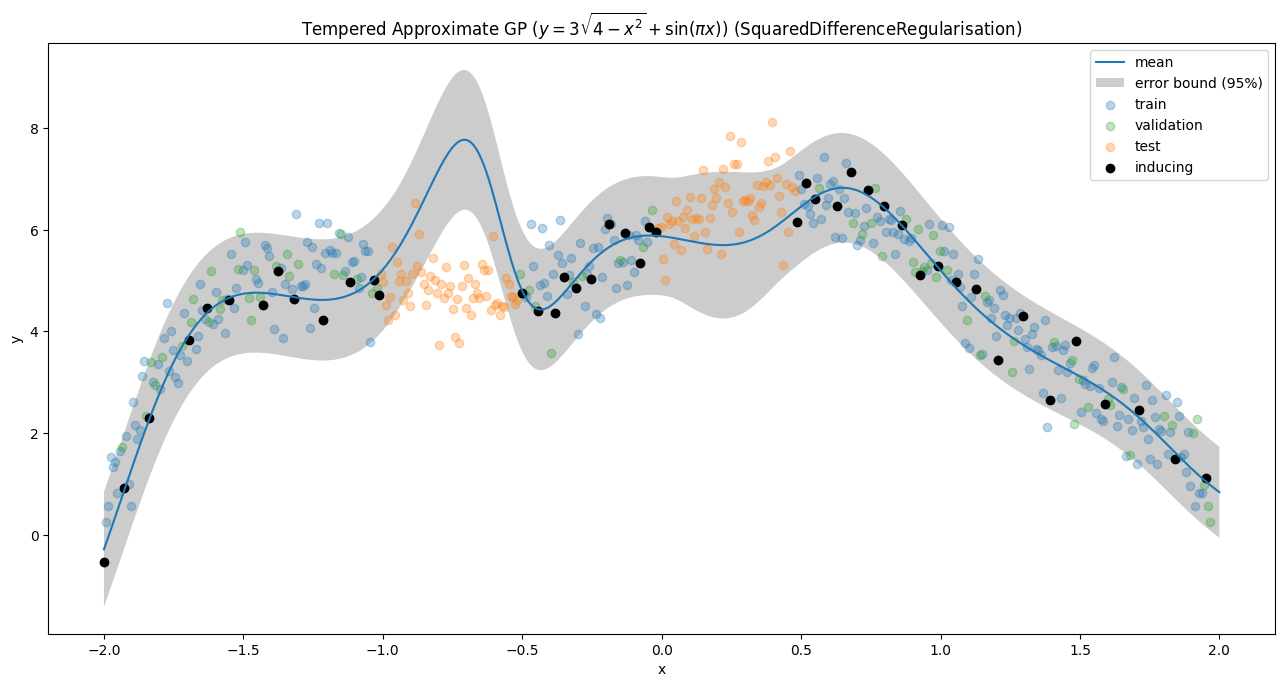 Tempered Approximate GP (y = 3√(4 − x²) + sin(πx)) (SquaredDifferenceRegularisation)
mean
error bound (95%)
train
validation
test
inducing
8
6
4
2
0
y
−2.0 −1.5 −1.0 −0.5 0.0 0.5 1.0 1.5 2.0
x